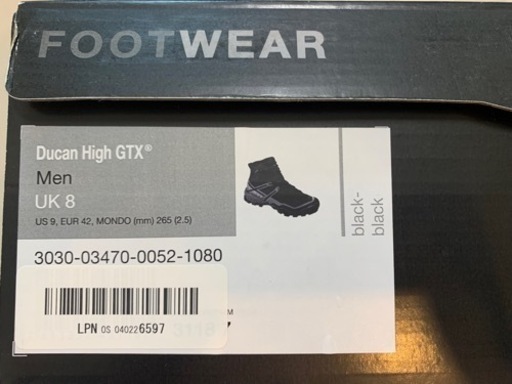 FOOTWEAR
Ducan High GTX®
Men
UK 8
US 9, EUR 42, MONDO (mm) 265 (2.5)
black-
black
3030-03470-0052-1080
LPN OS 040226597